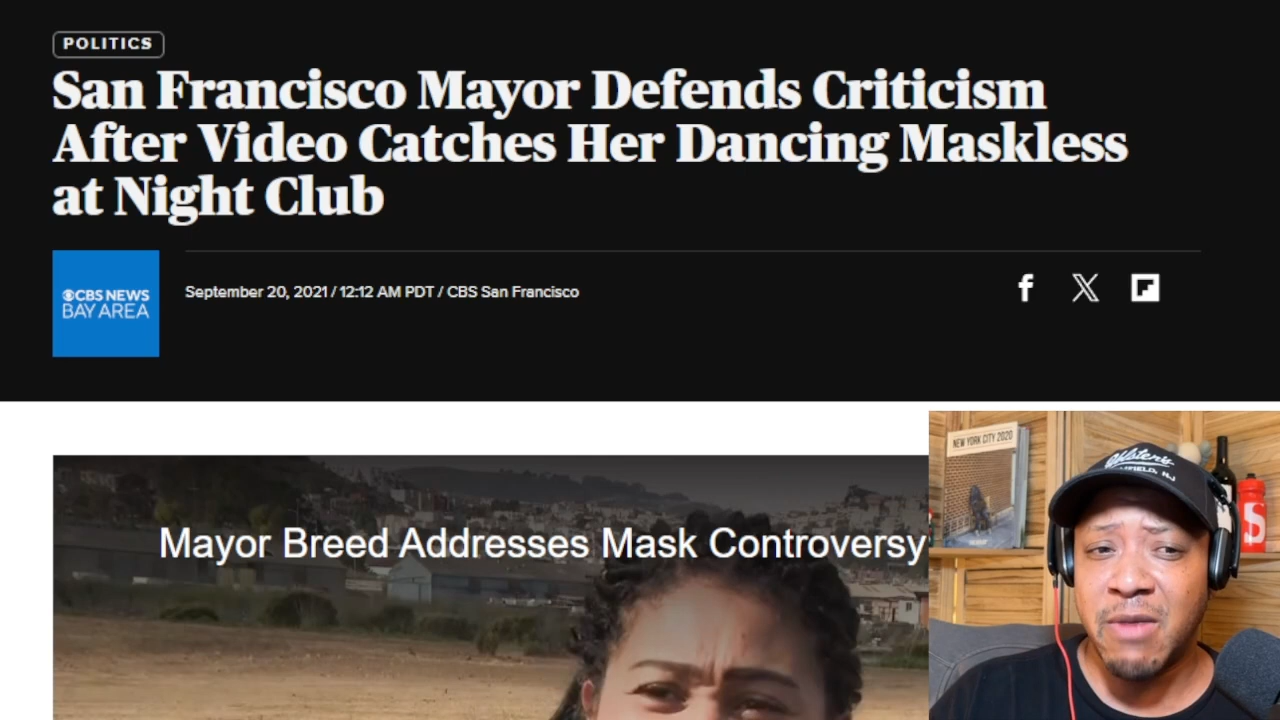 POLITICS
San Francisco Mayor Defends Criticism
After Video Catches Her Dancing Maskless
at Night Club
CBS NEWS
BAY AREA
September 20, 2021 / 12:12 AM PDT / CBS San Francisco
Mayor Breed Addresses Mask Controversy
NEW YORK CITY 2020
Holsten's